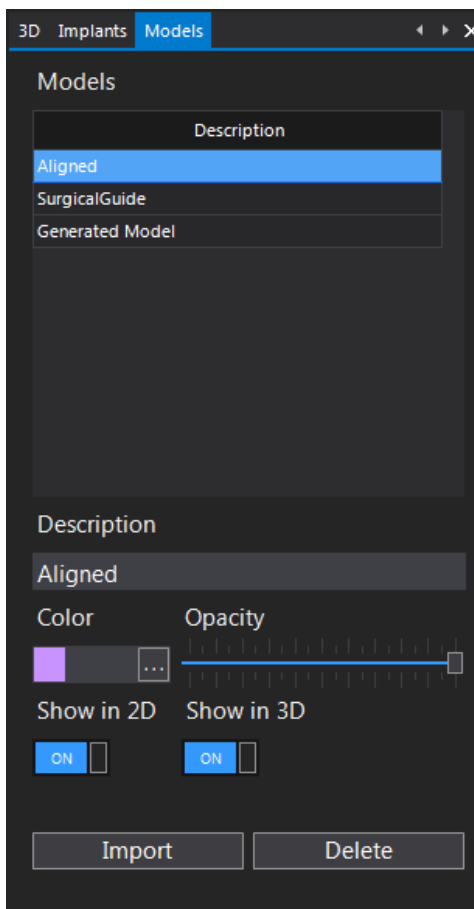 3D Implants Models
Models
Description
Aligned
SurgicalGuide
Generated Model
Description
Aligned
Color Opacity
...
Show in 2D Show in 3D
ON ON
Import Delete